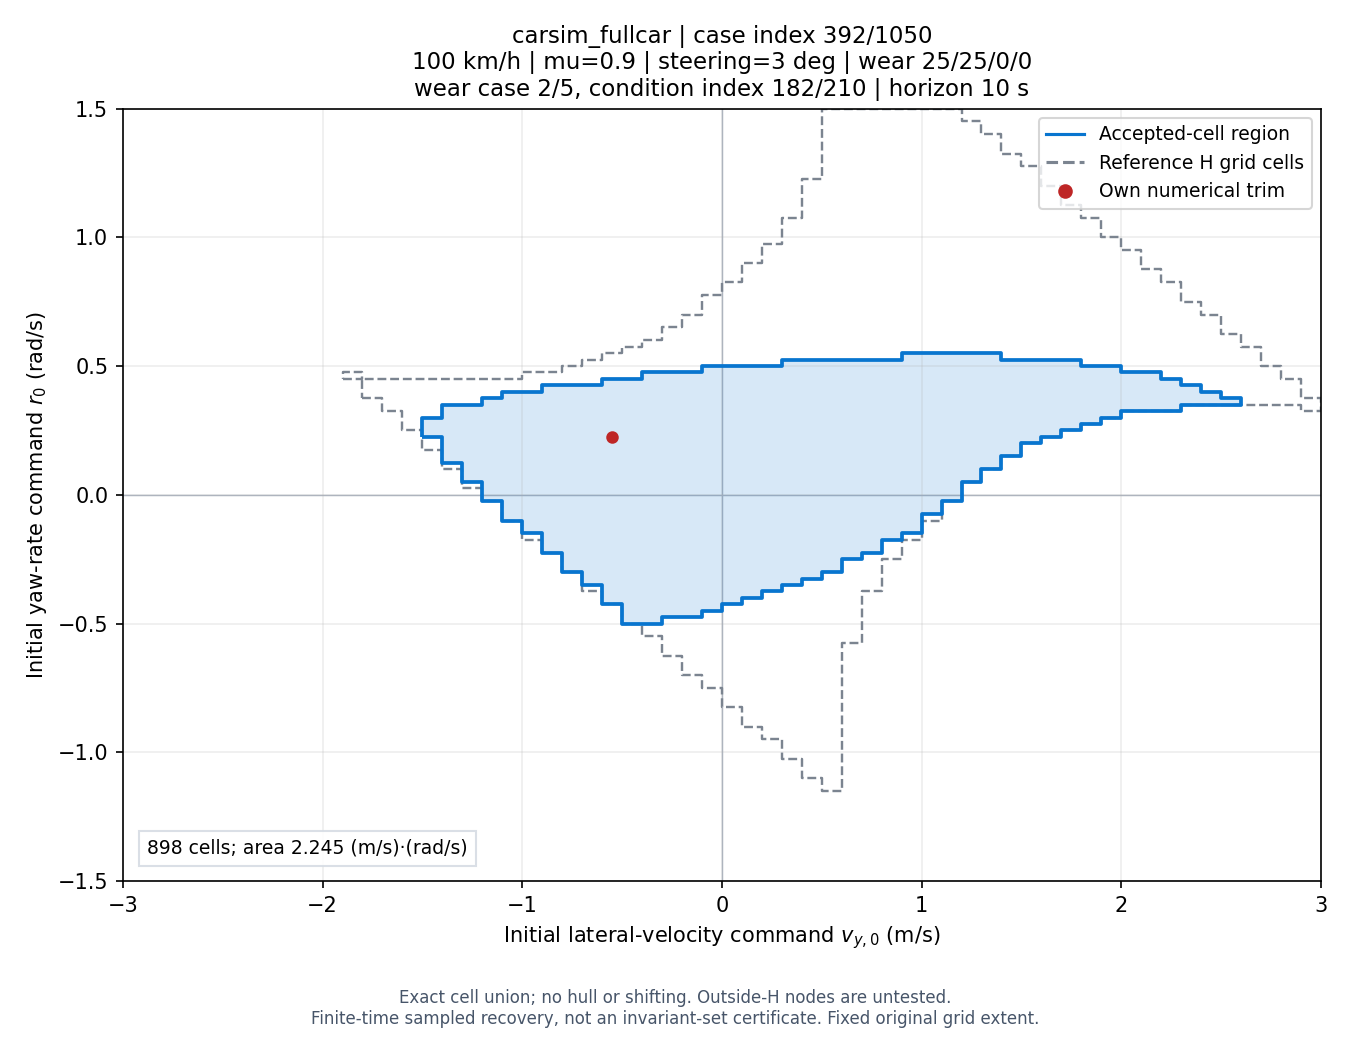 carsim_fullcar | case index 392/1050
100 km/h | mu=0.9 | steering=3 deg | wear 25/25/0/0
wear case 2/5, condition index 182/210 | horizon 10 s
Accepted-cell region
Reference H grid cells
Own numerical trim
1.5
1.0
0.5
0.0
−0.5
−1.0
−1.5
Initial yaw-rate command r0 (rad/s)
898 cells; area 2.245 (m/s)·(rad/s)
−3
−2
−1
0
1
2
3
Initial lateral-velocity command vy,0 (m/s)
Exact cell union; no hull or shifting. Outside-H nodes are untested.
Finite-time sampled recovery, not an invariant-set certificate. Fixed original grid extent.